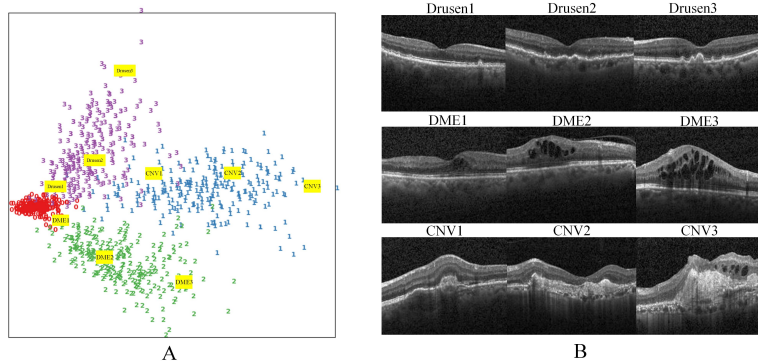 Drusen3
Drusen2
CNV1
CNV2
CNV3
Drusen1
DME1
DME2
DME3
A
Drusen1 Drusen2 Drusen3
DME1 DME2 DME3
CNV1 CNV2 CNV3
B